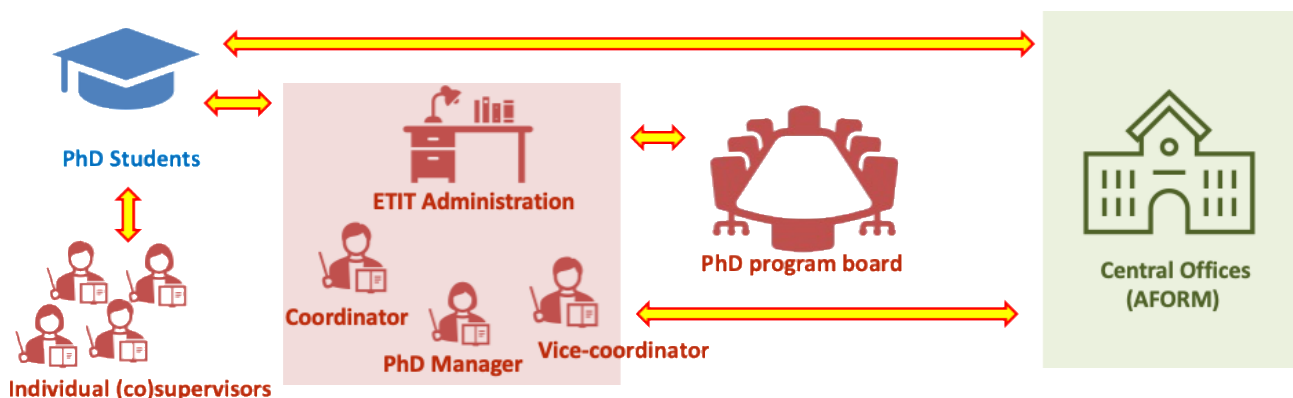 PhD Students
ETIT Administration
PhD program board
Central Offices
(AFORM)
Coordinator
PhD Manager
Vice-coordinator
Individual (co)supervisors